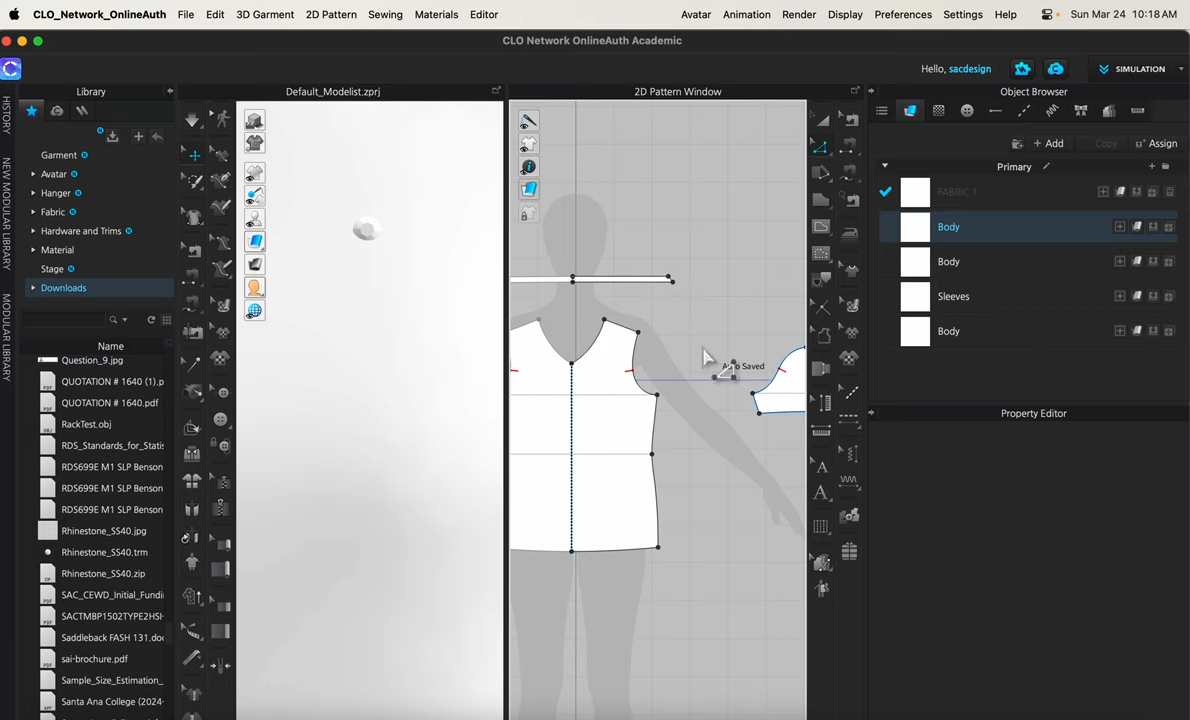 CLO_Network_OnlineAuth File Edit 3D Garment 2D Pattern Sewing Materials Editor Avatar Animation Render Display Preferences Settings Help Sun Mar 24 10:18 AM
CLO Network OnlineAuth Academic
Hello, sacdesign SIMULATION
Library Default_Modelist.zprj 2D Pattern Window Object Browser
HISTORY
NEW MODULAR LIBRARY
MODULAR LIBRARY
Garment
Avatar
Hanger
Fabric
Hardware and Trims
Material
Stage
Downloads
Name
Question_9.jpg
QUOTATION # 1640 (1).p
QUOTATION # 1640.pdf
RackTest.obj
RDS_Standards_for_Statis
RDS699E M1 SLP Benson
RDS699E M1 SLP Benson
RDS699E M1 SLP Benson
Rhinestone_SS40.jpg
Rhinestone_SS40.trm
Rhinestone_SS40.zip
SAC_CEWD_Initial_Fundi
SACTMBP1502TYPE2HSH
Saddleback FASH 131.doc
sai-brochure.pdf
Sample_Size_Estimation_
Santa Ana College (2024-
Saved
+ Add Copy Assign
Primary
FABRIC 1
Body
Body
Sleeves
Body
Property Editor